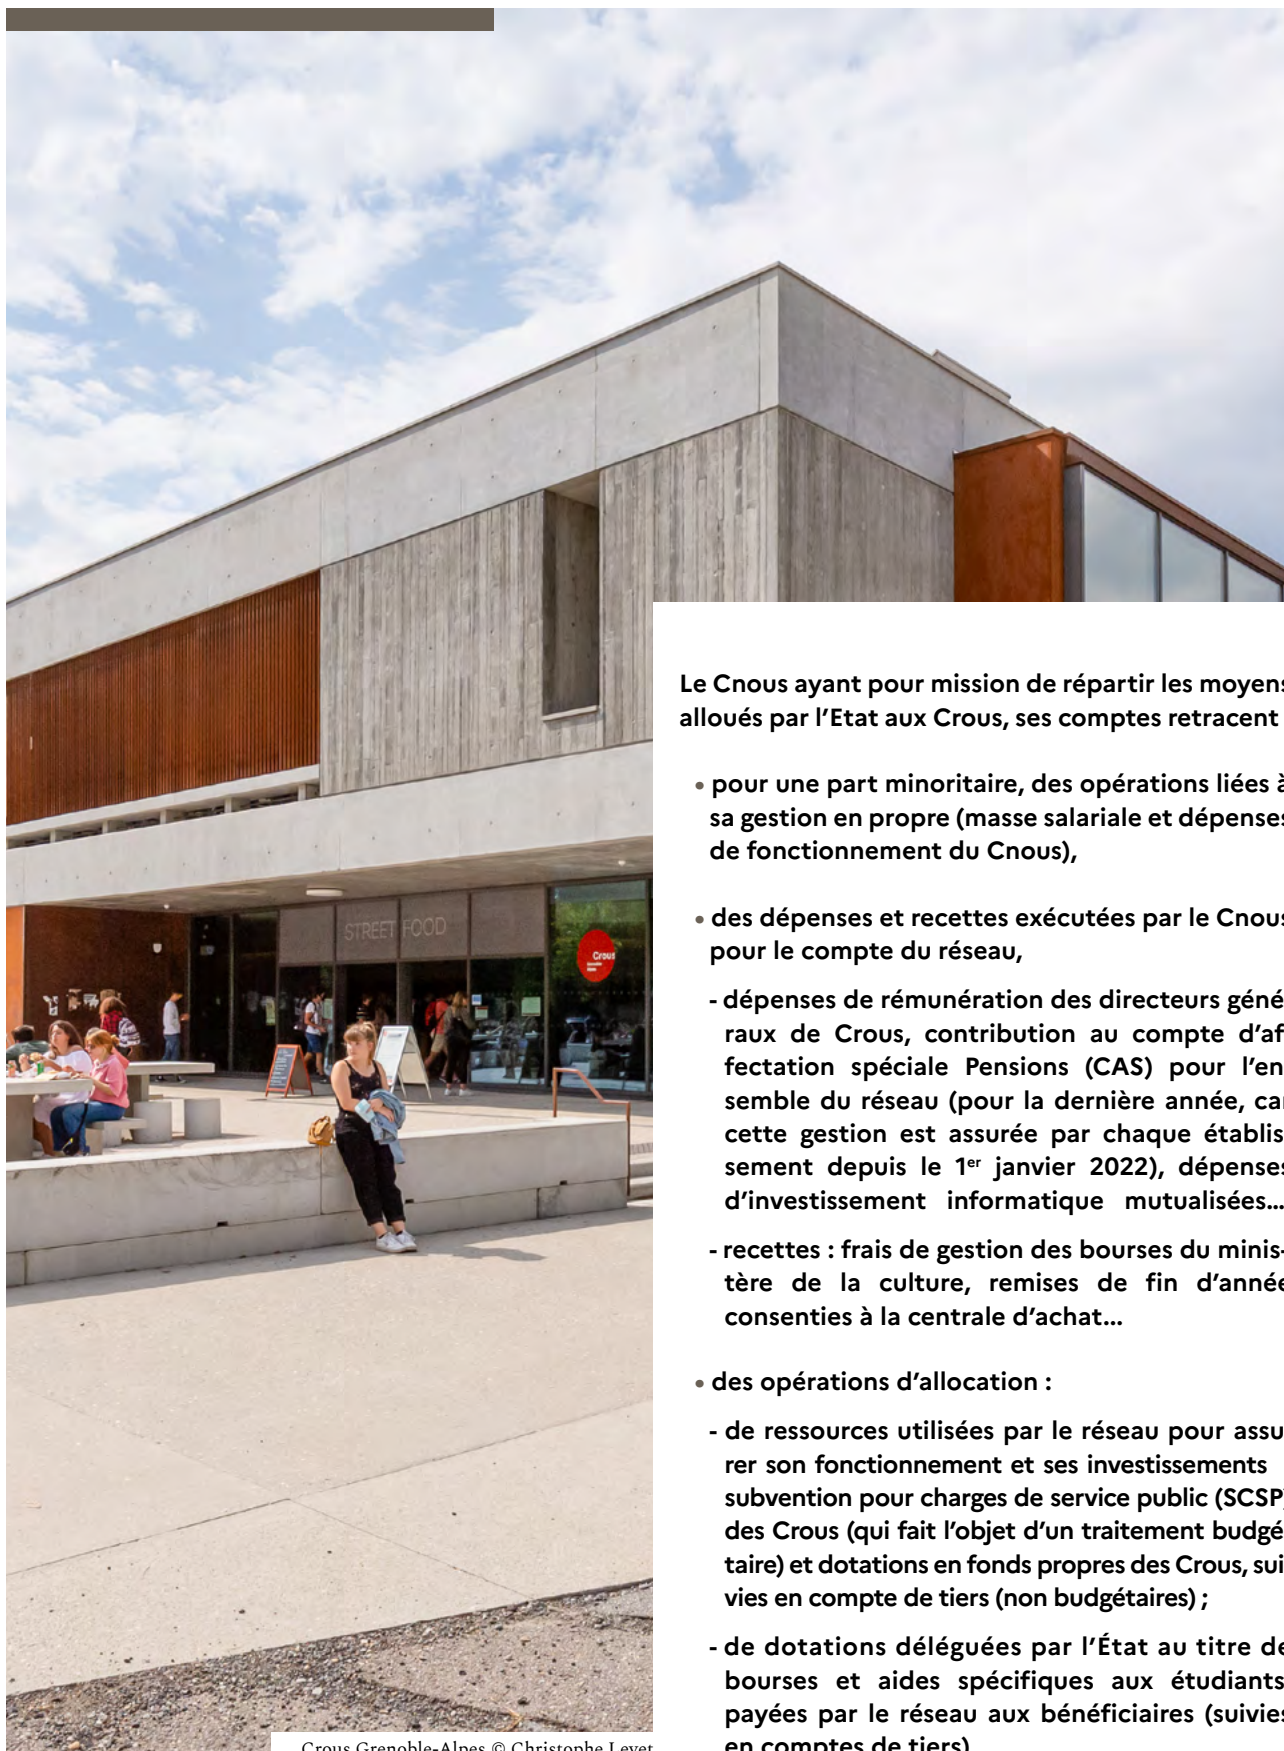 STREET FOOD
Crous
Le Cnous ayant pour mission de répartir les moyens
alloués par l’Etat aux Crous, ses comptes retracent
• pour une part minoritaire, des opérations liées à
sa gestion en propre (masse salariale et dépenses
de fonctionnement du Cnous),
• des dépenses et recettes exécutées par le Cnous
pour le compte du réseau,
- dépenses de rémunération des directeurs géné
raux de Crous, contribution au compte d’af
fectation spéciale Pensions (CAS) pour l’en
semble du réseau (pour la dernière année, car
cette gestion est assurée par chaque établis
sement depuis le 1er janvier 2022), dépenses
d’investissement informatique mutualisées...
- recettes : frais de gestion des bourses du minis-
tère de la culture, remises de fin d’année
consenties à la centrale d’achat...
• des opérations d’allocation :
- de ressources utilisées par le réseau pour assu
rer son fonctionnement et ses investissements
subvention pour charges de service public (SCSP)
des Crous (qui fait l’objet d’un traitement budgé
taire) et dotations en fonds propres des Crous, sui
vies en compte de tiers (non budgétaires) ;
- de dotations déléguées par l’État au titre de
bourses et aides spécifiques aux étudiants
payées par le réseau aux bénéficiaires (suivies
en comptes de tiers)
Crous Grenoble-Alpes © Christophe Levet